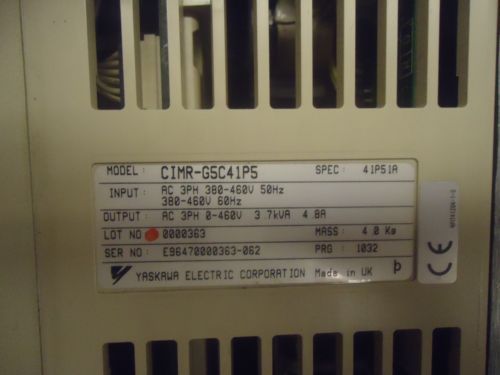 MODEL: CIMR-G5C41P5 SPEC: 41P51A
INPUT: AC 3PH 380-460V 50Hz
380-460V 60Hz
OUTPUT: AC 3PH 0-460V 3.7kVA 4.8A
LOT NO 0000363 MASS: 4.0 Kg
SER NO: E96470000363-062 PRG: 1032
YASKAWA ELECTRIC CORPORATION Made in UK
CE